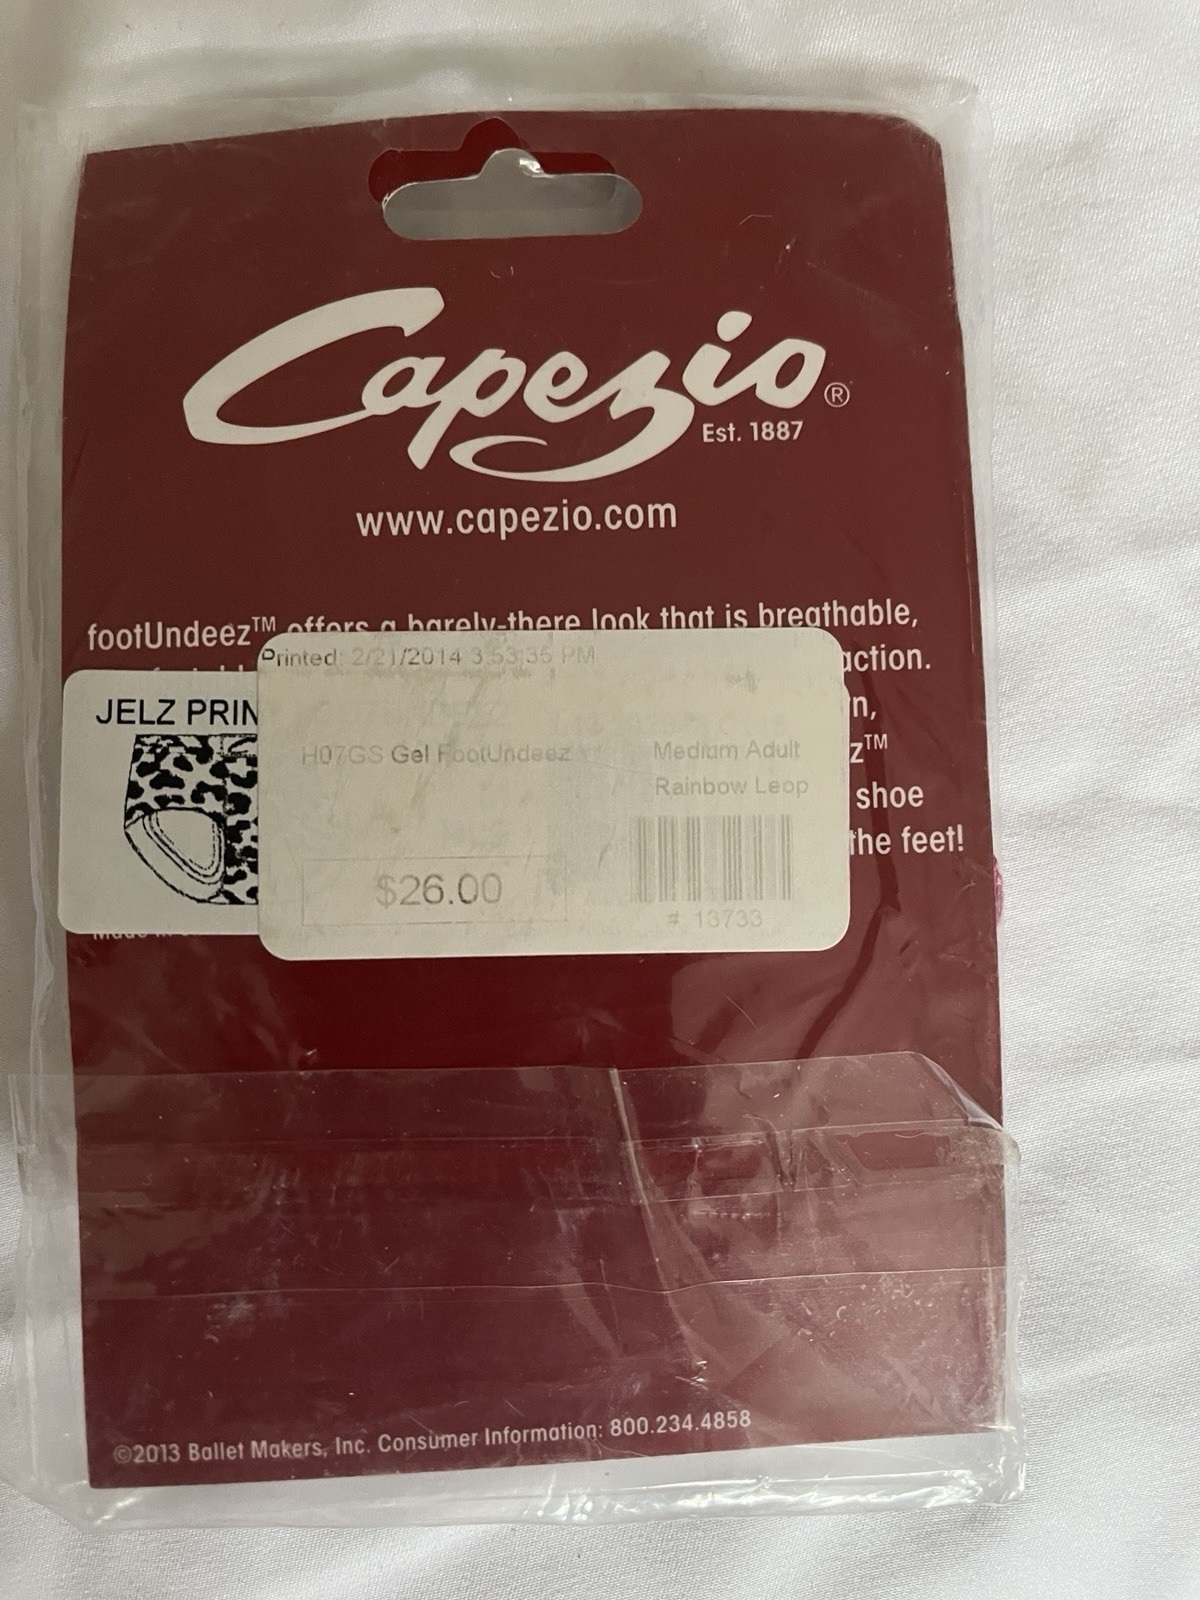 Capezio®
Est. 1887
www.capezio.com
footUndeez™ offers a barely-there look that is breathable,
action.
n,
z™
shoe
the feet!
JELZ PRIN
Printed: 2/21/2014 3:53:35 PM
H07GS Gel FootUndeez
Medium Adult
Rainbow Leop
$26.00
# 13733
©2013 Ballet Makers, Inc. Consumer Information: 800.234.4858